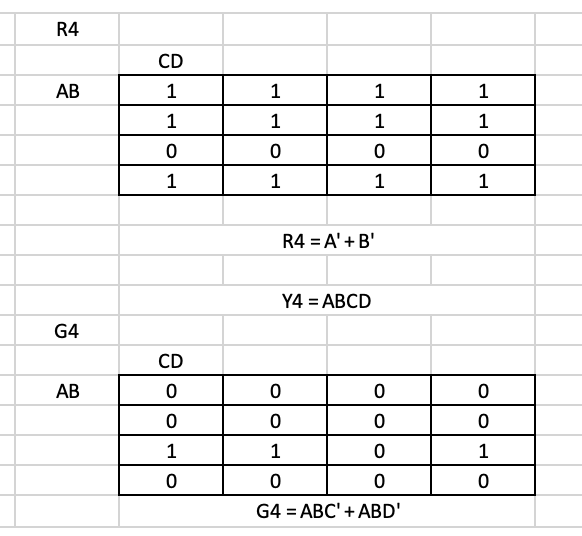 R4
CD
AB 1 1 1 1
1 1 1 1
0 0 0 0
1 1 1 1
R4 = A' + B'
Y4 = ABCD
G4
CD
AB 0 0 0 0
0 0 0 0
1 1 0 1
0 0 0 0
G4 = ABC' + ABD'